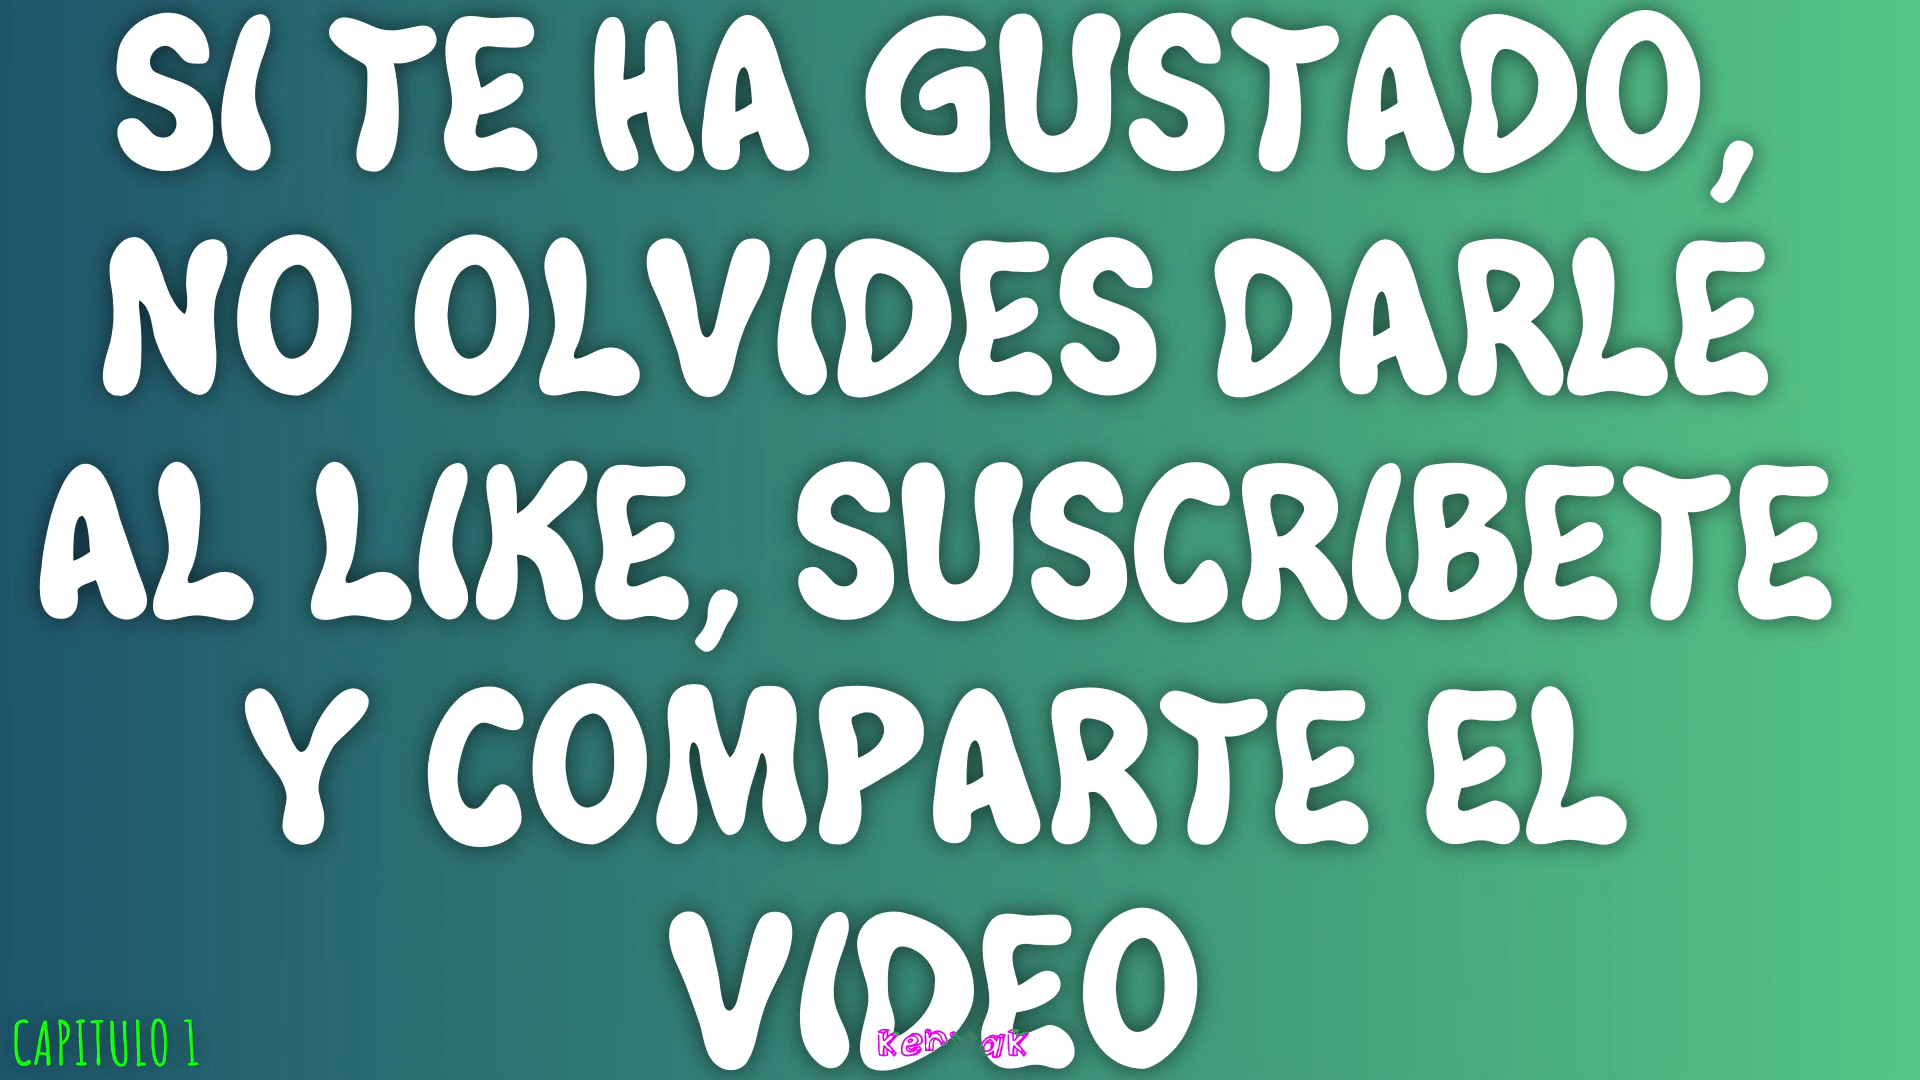 SI TE HA GUSTADO,
NO OLVIDES DARLE
AL LIKE, SUSCRIBETE
Y COMPARTE EL
VIDEO
CAPITULO 1